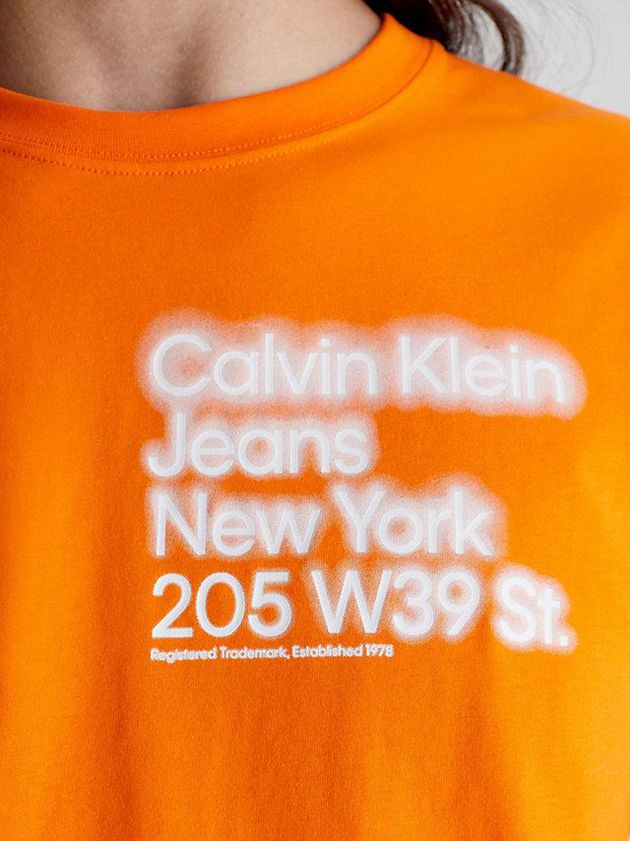 Calvin Klein
Jeans
New York
205 W39 St.
Registered Trademark, Established 1978